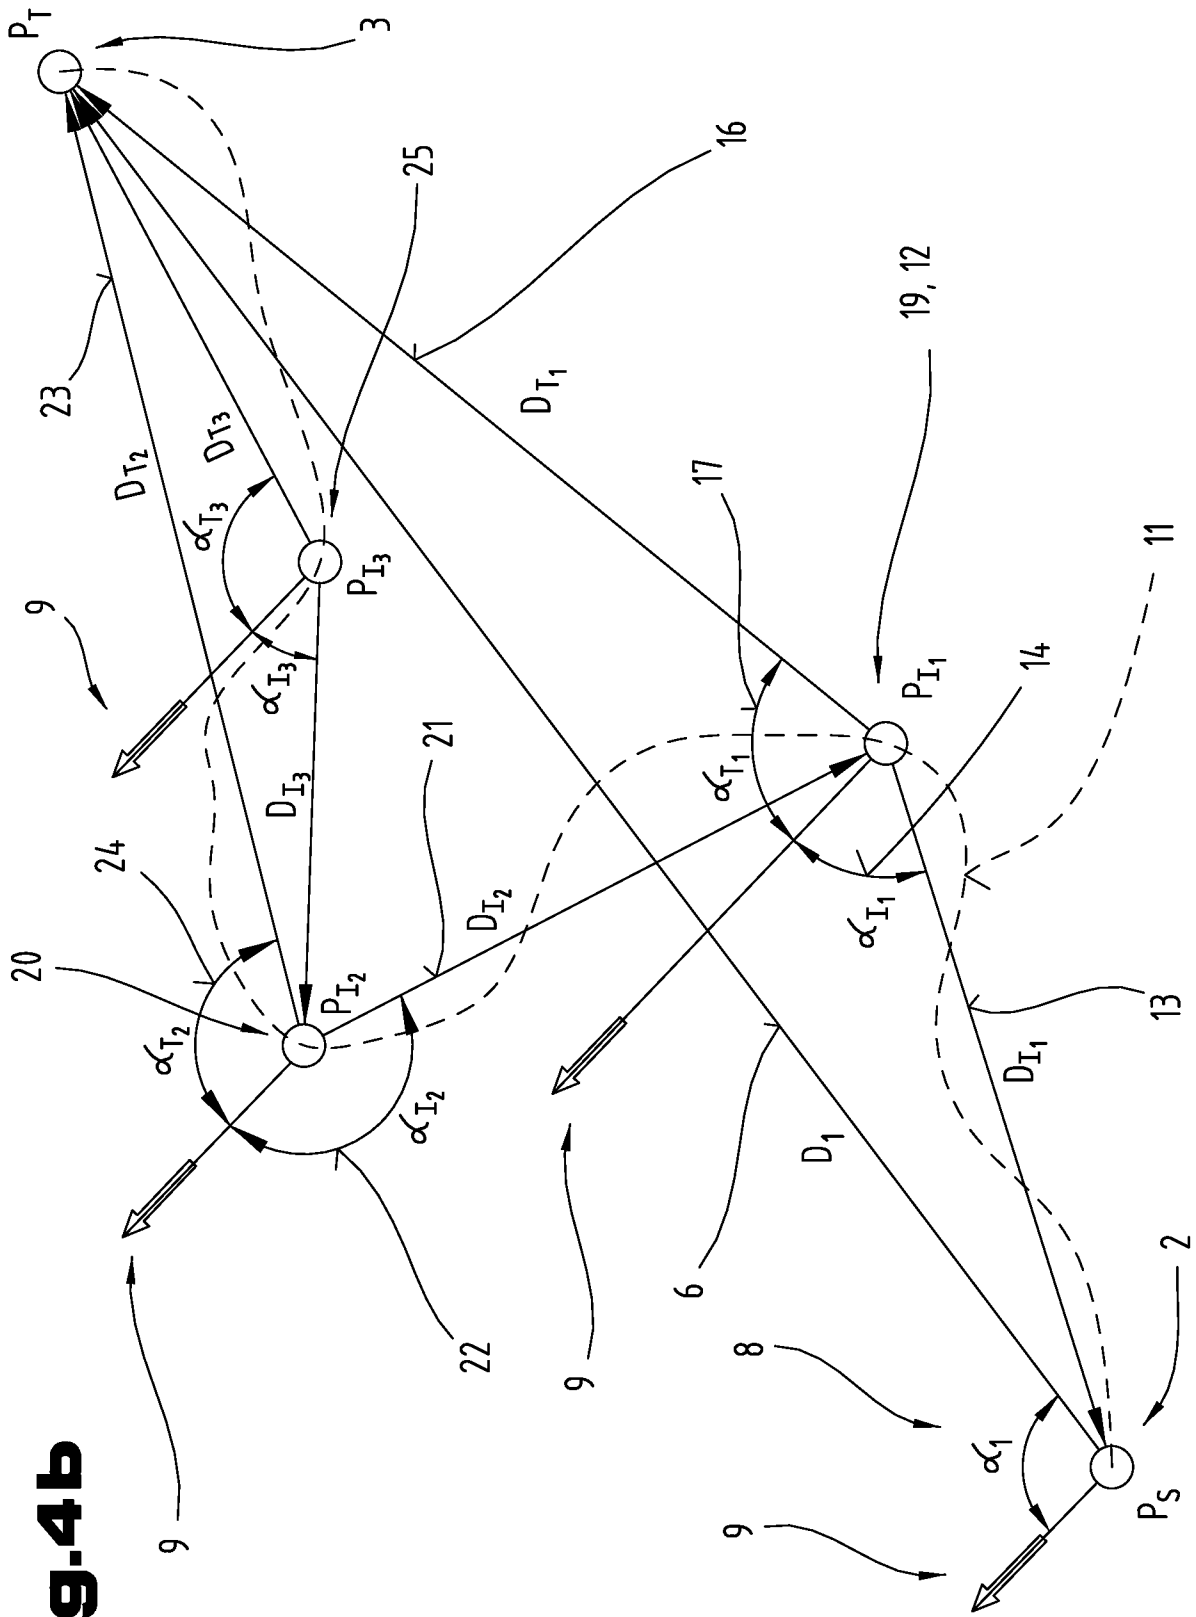 g.4b
P_T
3
23
D_T2
D_T3
α_T3
25
16
19, 12
D_T1
17
P_I3
9
α_I3
D_I3
21
24
20
α_T2
P_I2
D_I2
α_T1
P_I1
14
11
α_I1
α_I2
22
9
9
6
D_1
D_I1
13
8
α_1
2
P_S
9